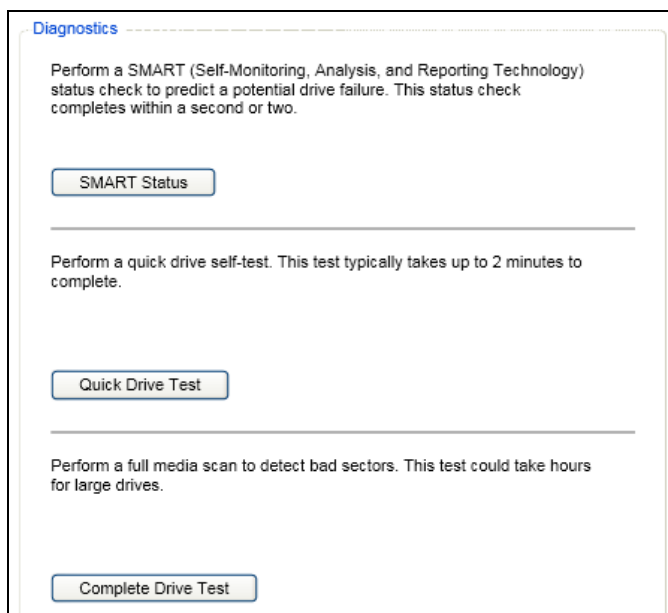 Diagnostics
Perform a SMART (Self-Monitoring, Analysis, and Reporting Technology)
status check to predict a potential drive failure. This status check
completes within a second or two.
SMART Status
Perform a quick drive self-test. This test typically takes up to 2 minutes to
complete.
Quick Drive Test
Perform a full media scan to detect bad sectors. This test could take hours
for large drives.
Complete Drive Test